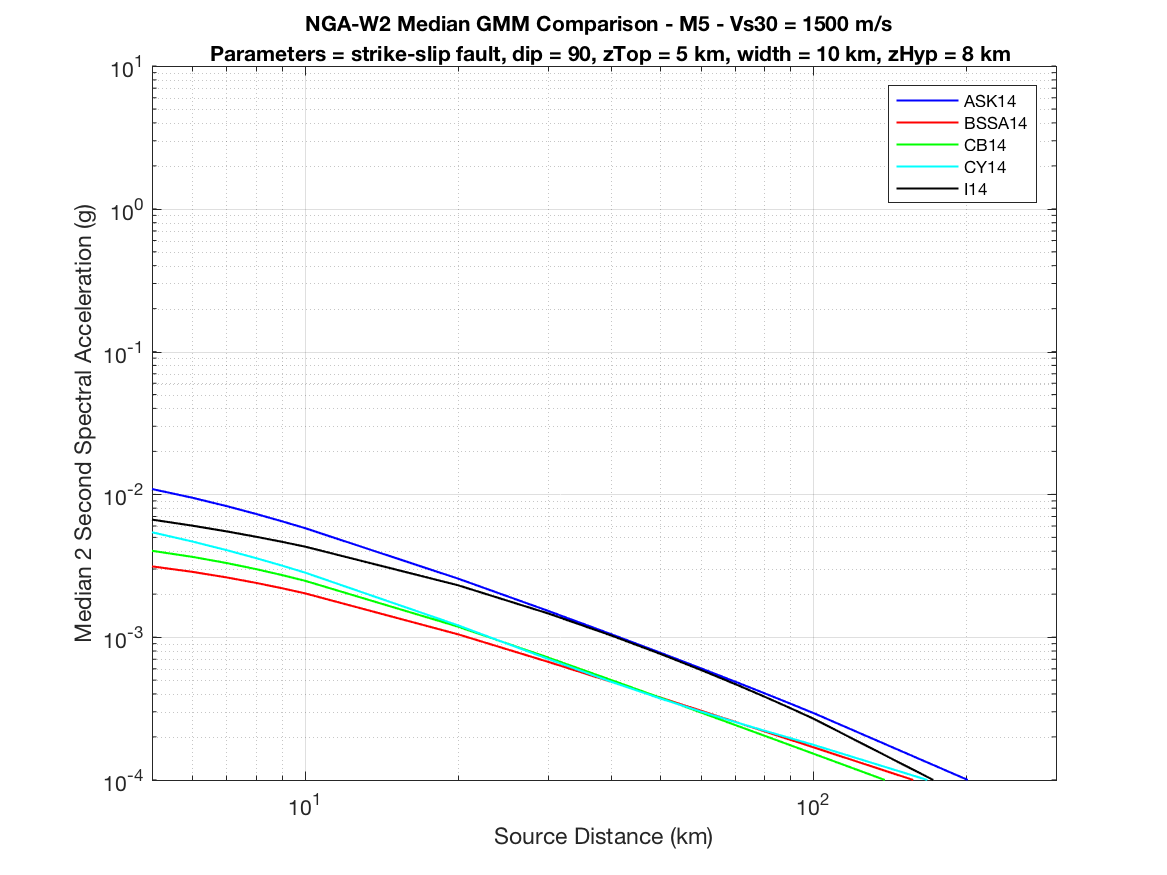 NGA-W2 Median GMM Comparison - M5 - Vs30 = 1500 m/s
Parameters = strike-slip fault, dip = 90, zTop = 5 km, width = 10 km, zHyp = 8 km
10^1
10^0
10^-1
10^-2
10^-3
10^-4
Median 2 Second Spectral Acceleration (g)
ASK14
BSSA14
CB14
CY14
I14
10^1
10^2
Source Distance (km)